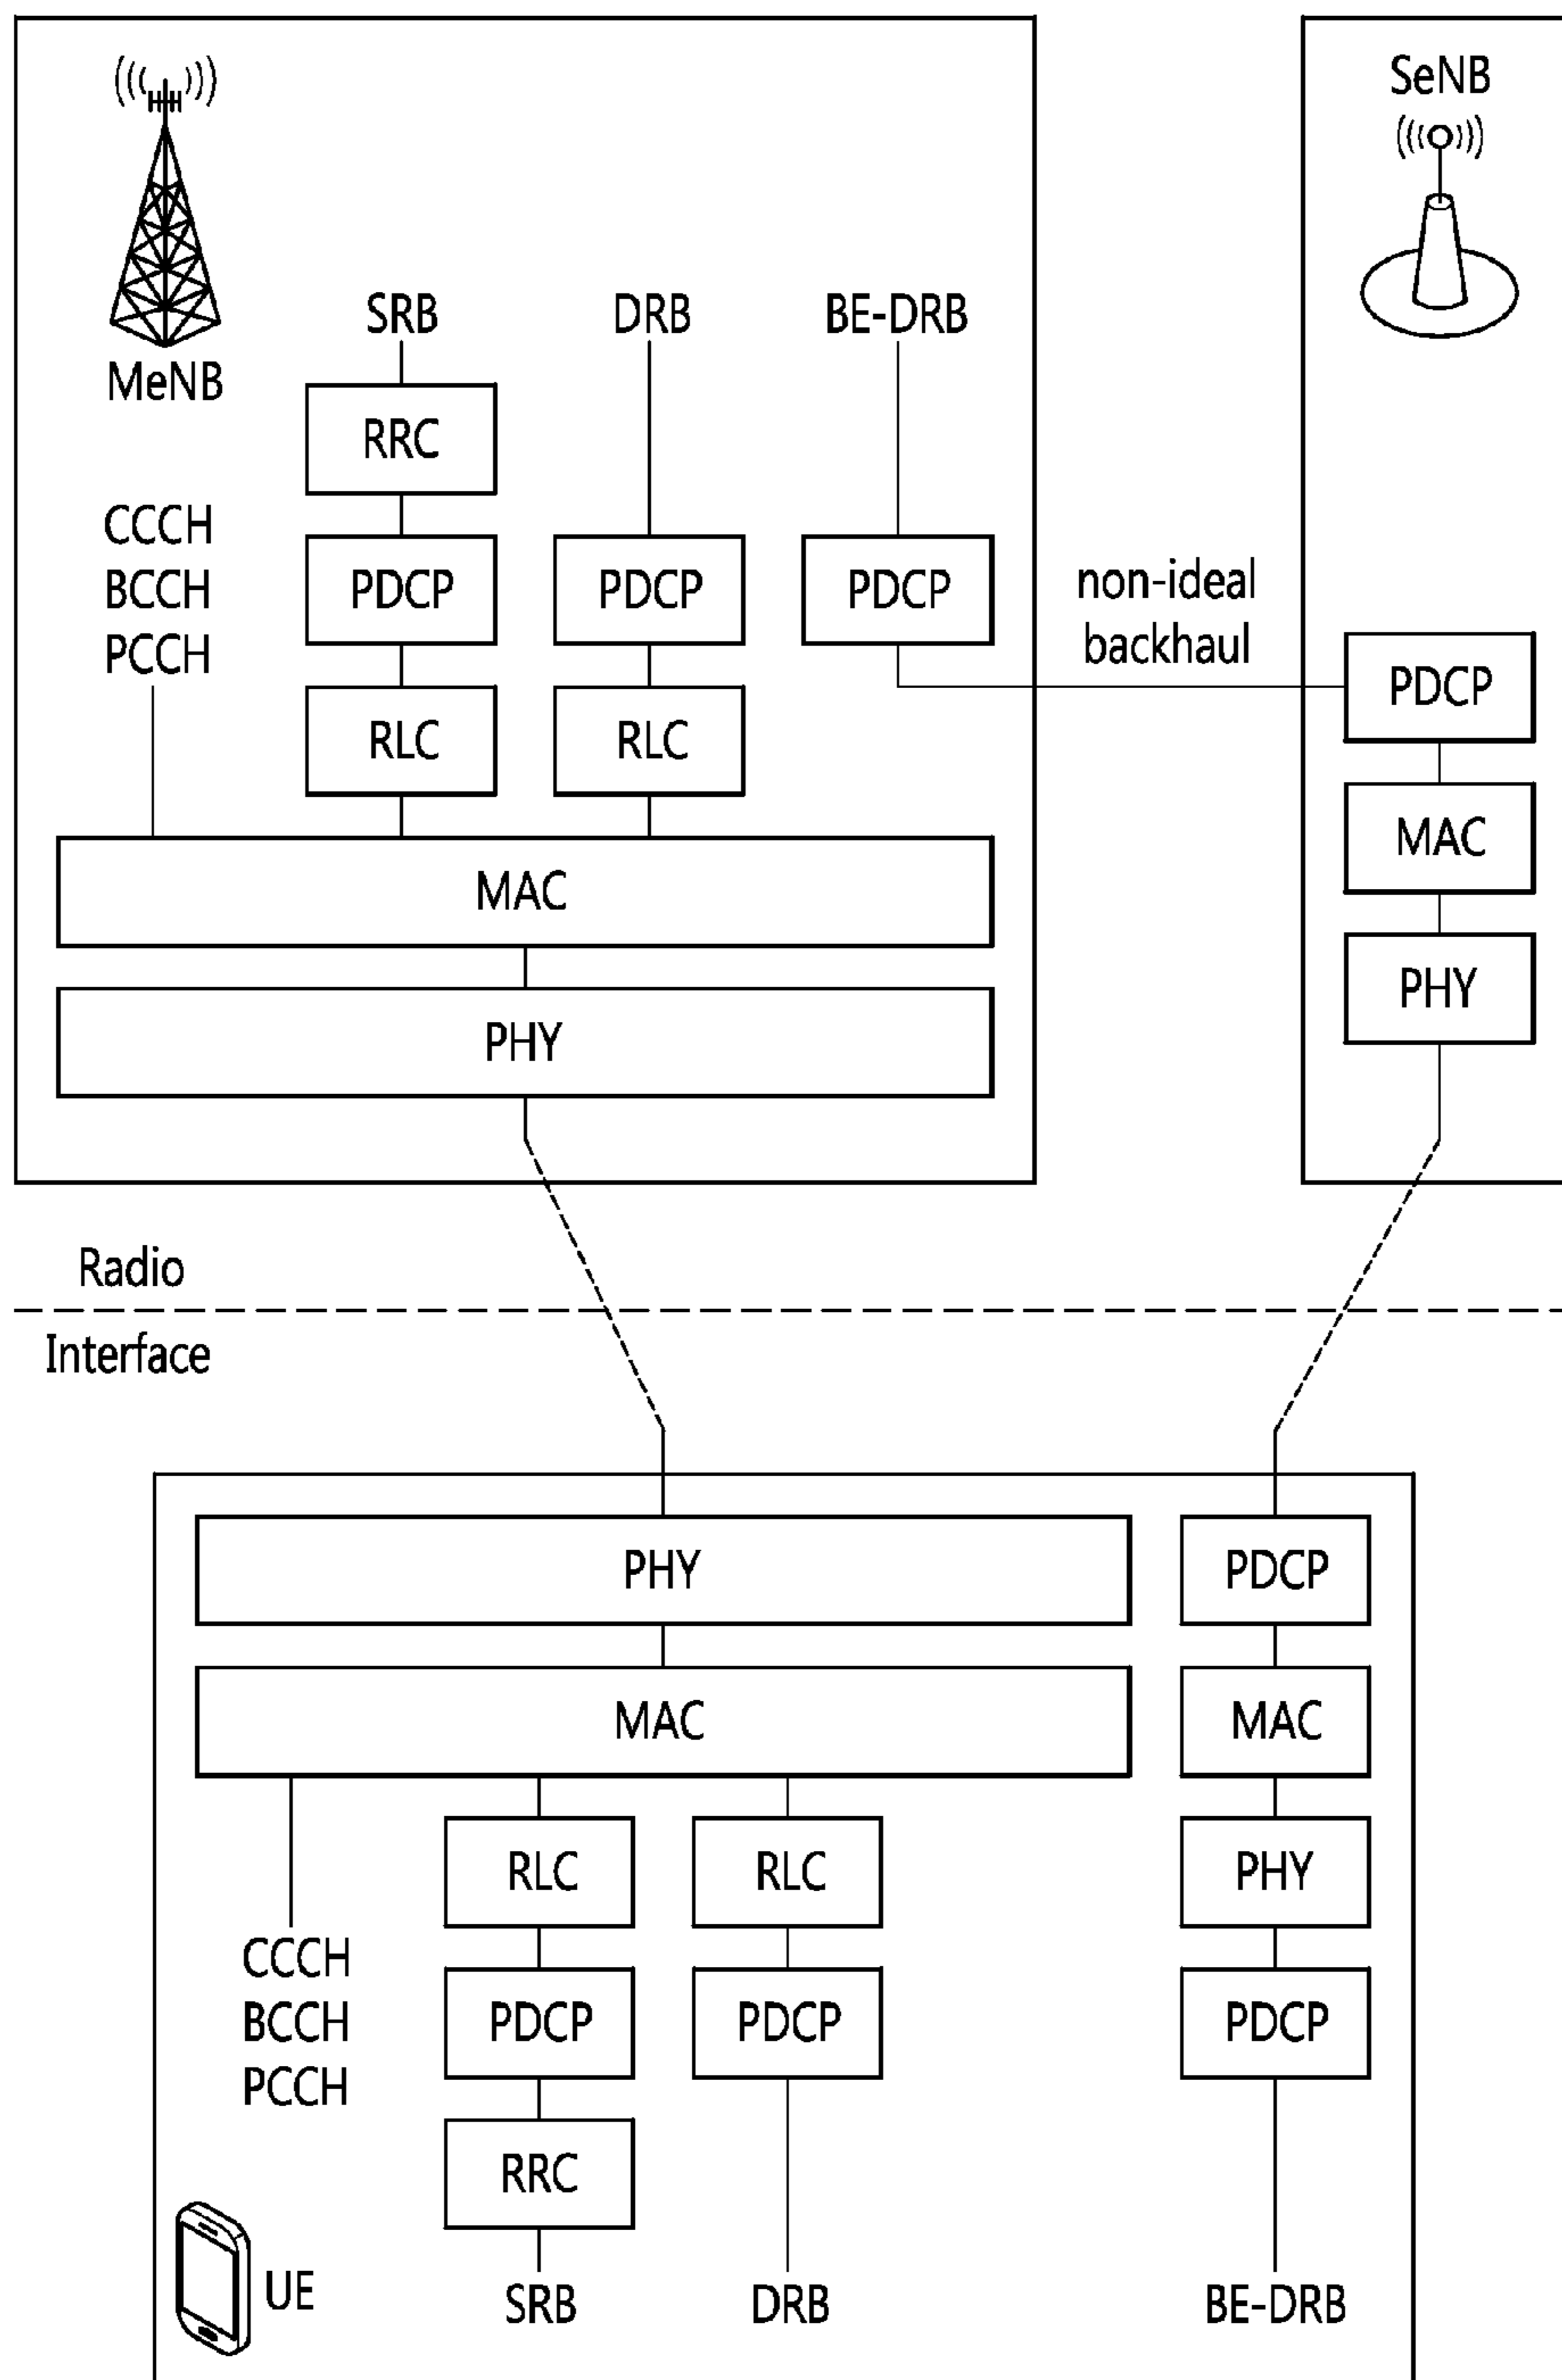 SeNB
MeNB
SRB
DRB
BE-DRB
RRC
CCCH
BCCH
PCCH
PDCP
PDCP
PDCP
non-ideal
backhaul
PDCP
RLC
RLC
MAC
MAC
PHY
PHY
Radio
Interface
PHY
PDCP
MAC
MAC
RLC
RLC
PHY
CCCH
BCCH
PCCH
PDCP
PDCP
PDCP
RRC
UE
SRB
DRB
BE-DRB